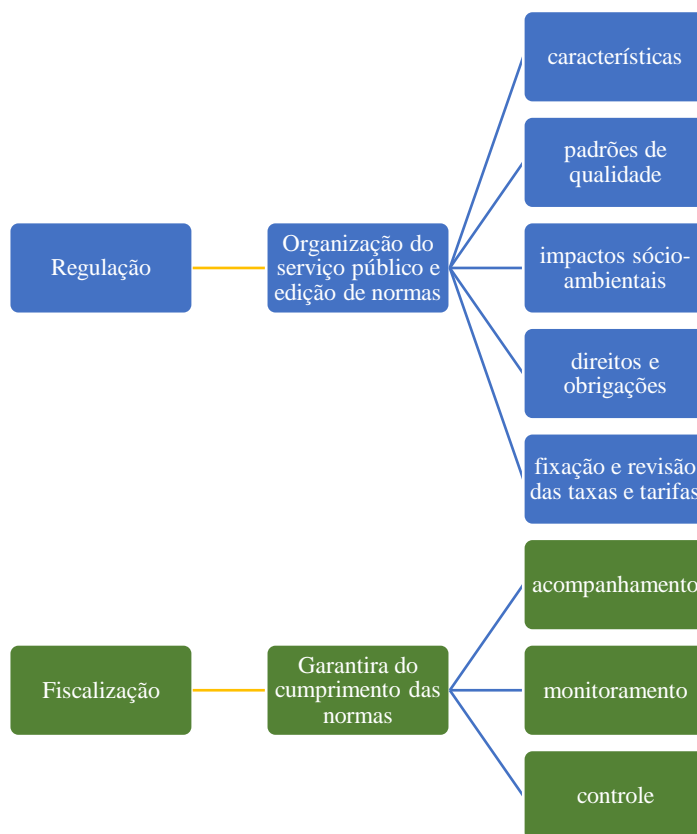 Regulação
Organização do
serviço público e
edição de normas
características
padrões de
qualidade
impactos sócio-
ambientais
direitos e
obrigações
fixação e revisão
das taxas e tarifas
Fiscalização
Garantira do
cumprimento das
normas
acompanhamento
monitoramento
controle